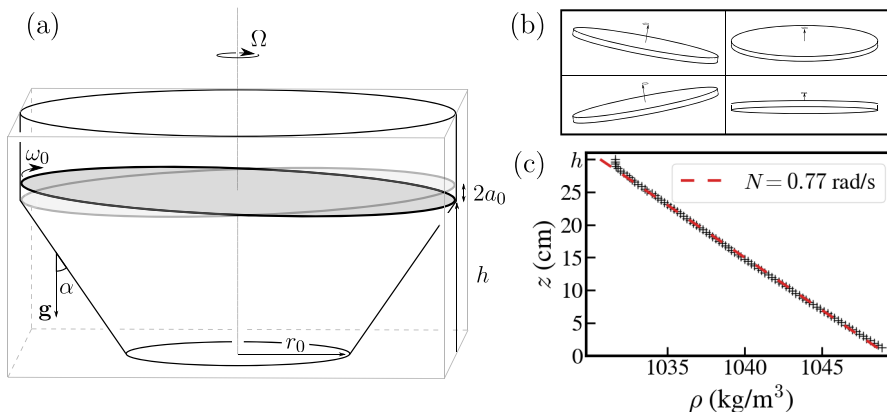 (a)
Ω
ω₀
2a₀
h
α
g
r₀
(b)
(c)
h
25
20
15
10
5
0
z (cm)
N = 0.77 rad/s
1035
1040
1045
ρ (kg/m³)